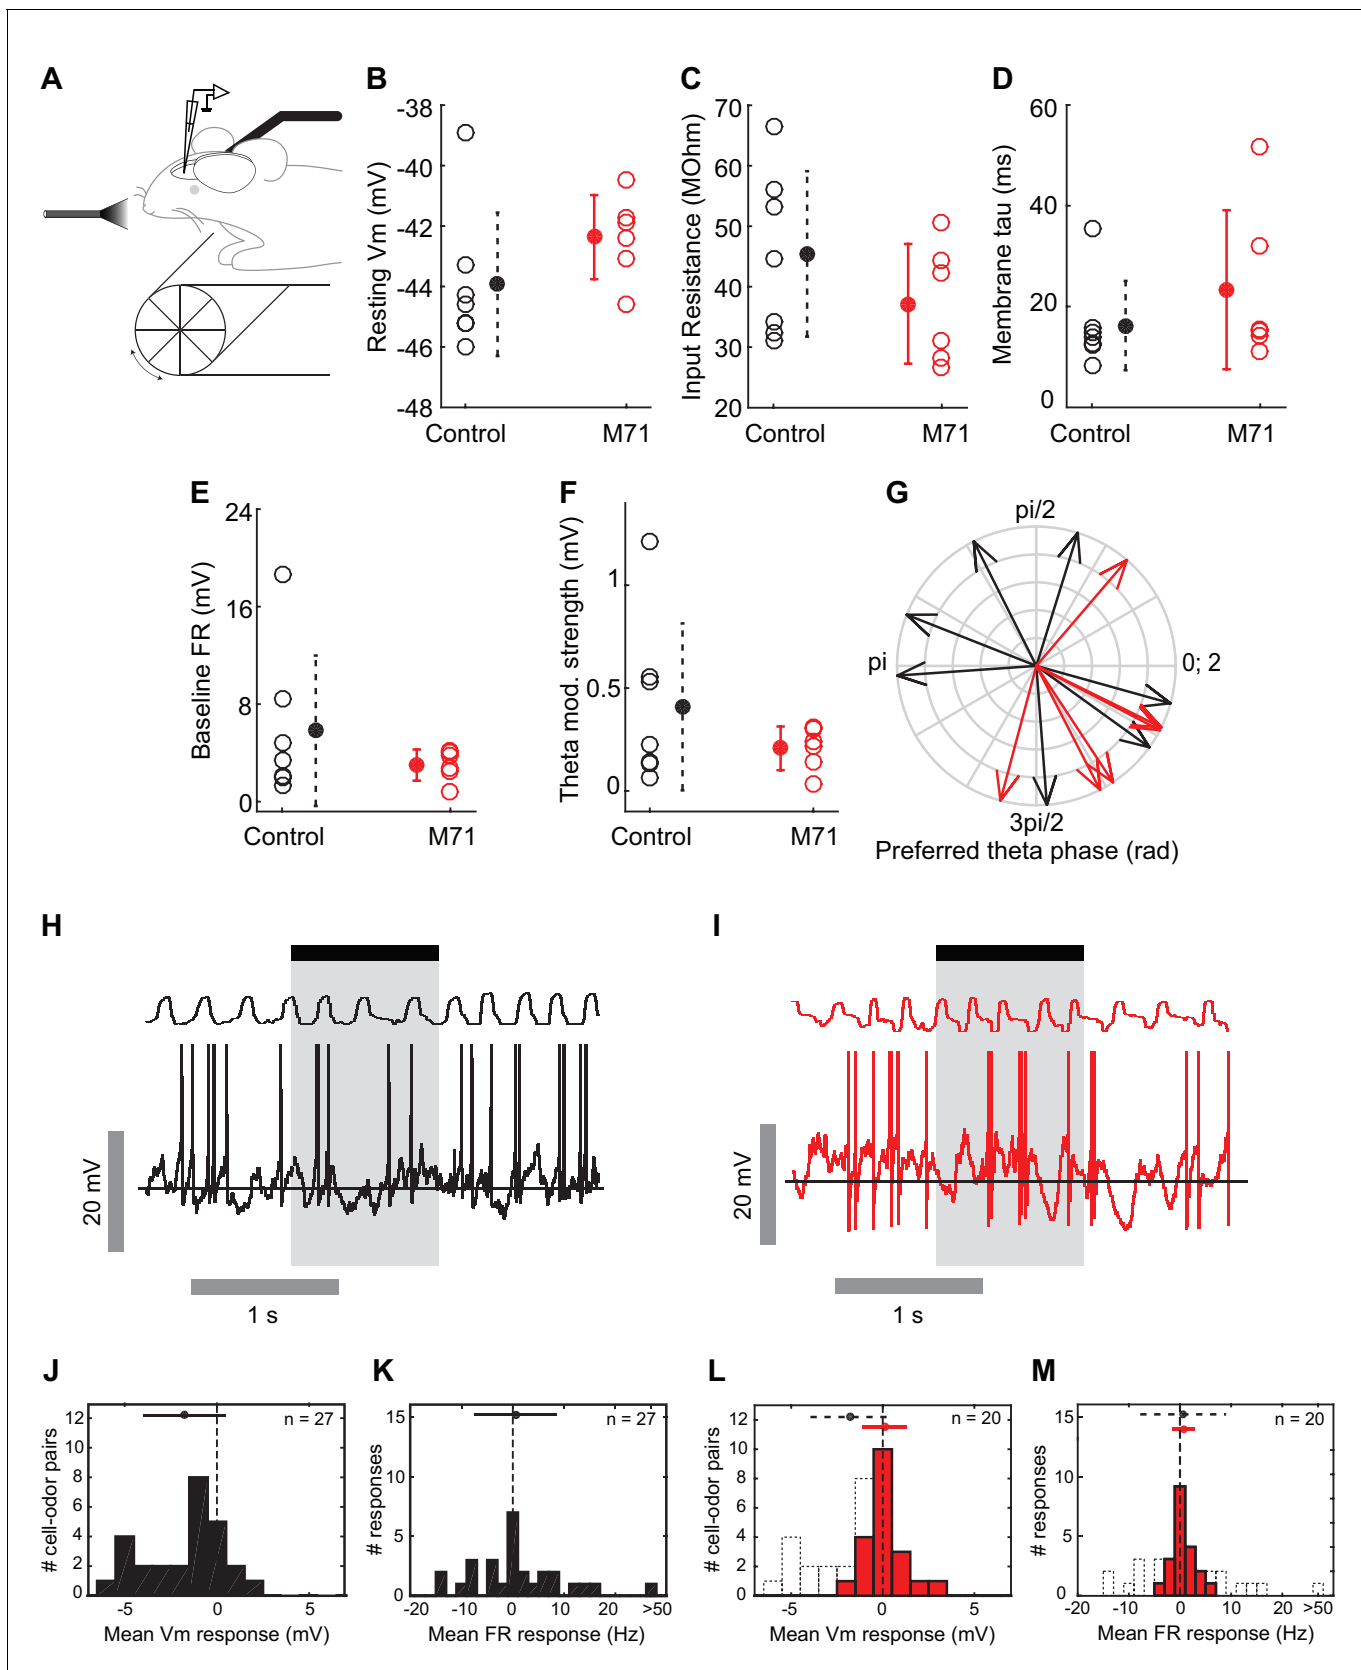 A
B
Resting Vm (mV)
-38
-40
-42
-44
-46
-48
Control
M71
C
Input Resistance (MOhm)
70
60
50
40
30
20
Control
M71
D
Membrane tau (ms)
60
40
20
0
Control
M71
E
Baseline FR (mV)
24
16
8
0
Control
M71
F
Theta mod. strength (mV)
1
0.5
0
Control
M71
G
pi/2
pi
0; 2
3pi/2
Preferred theta phase (rad)
H
20 mV
1 s
I
20 mV
1 s
J
# cell-odor pairs
12
10
8
6
4
2
0
n = 27
-5
0
5
Mean Vm response (mV)
K
# responses
15
10
5
0
n = 27
-20
-10
0
10
20
>50
Mean FR response (Hz)
L
# cell-odor pairs
12
10
8
6
4
2
0
n = 20
-5
0
5
Mean Vm response (mV)
M
# responses
15
10
5
0
n = 20
-20
-10
0
10
20
>50
Mean FR response (Hz)